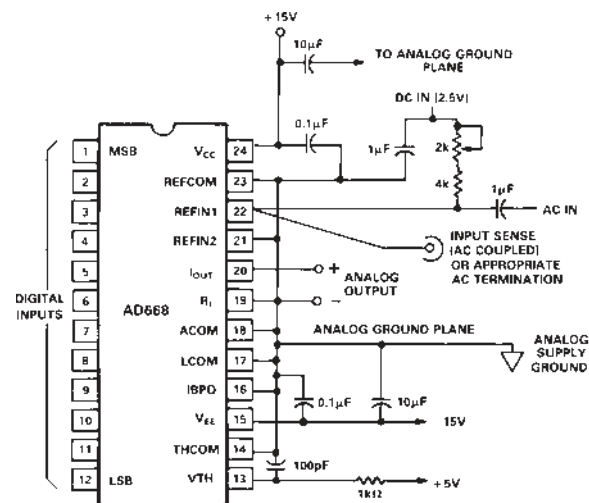 + 15V
10µF
TO ANALOG GROUND
PLANE
DC IN (2.5V)
0.1µF
1µF
2k
4k
1µF
AC IN
INPUT SENSE
(AC COUPLED)
OR APPROPRIATE
AC TERMINATION
DIGITAL
INPUTS
AD668
1 MSB
2
3
4
5
6
7
8
9
10
11
12 LSB
VCC 24
REFCOM 23
REFIN1 22
REFIN2 21
IOUT 20
RL 19
ACOM 18
LCOM 17
IBPO 16
VEE 15
THCOM 14
VTH 13
+
ANALOG
OUTPUT
–
ANALOG GROUND PLANE
ANALOG
SUPPLY
GROUND
0.1µF
10µF
15V
100pF
1kΩ
+5V